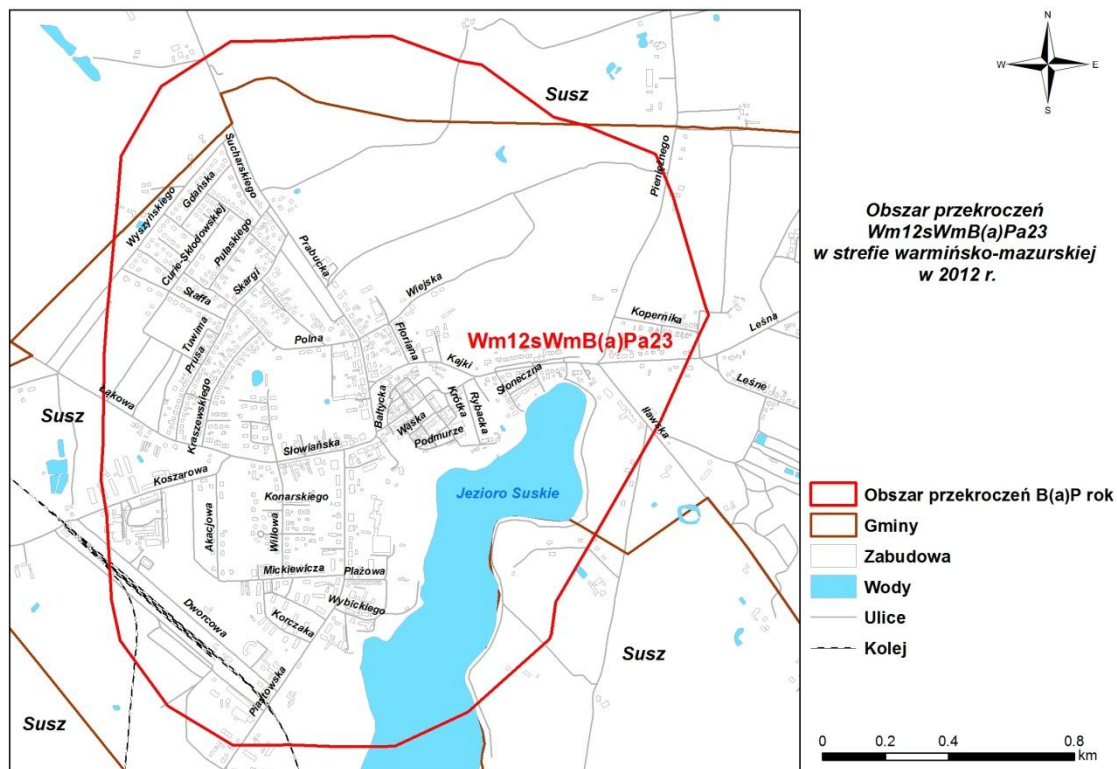 N
W
E
S
Susz
Obszar przekroczeń
Wm12sWmB(a)Pa23
w strefie warmińsko-mazurskiej
w 2012 r.
Sucharskiego
Pieniężnego
Gdańska
Wyszyńskiego
Curie-Skłodowskiej
Pułaskiego
Prabucka
Skargi
Staffa
Wiejska
Tuwima
Prusa
Polna
Floriana
Kopernika
Leśna
Wm12sWmB(a)Pa23
Kajki
Słoneczna
Leśne
Łąkowa
Susz
Kraszewskiego
Bałtycka
Wąska
Krótka
Rybacka
Podmurze
Iławska
Słowiańska
Koszarowa
Jezioro Suskie
Konarskiego
Akacjowa
Willowa
Mickiewicza
Plażowa
Wybickiego
Dworcowa
Korczaka
Piastowska
Susz
Susz
Obszar przekroczeń B(a)P rok
Gminy
Zabudowa
Wody
Ulice
Kolej
0 0.2 0.4 0.8
km